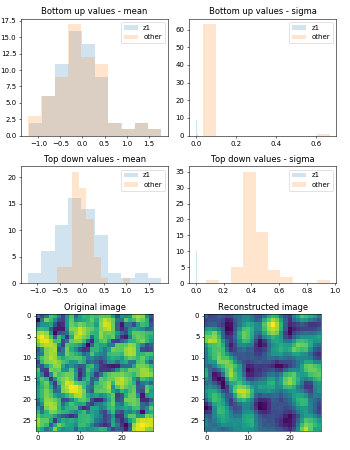 Bottom up values - mean
Bottom up values - sigma
17.5
15.0
12.5
10.0
7.5
5.0
2.5
0.0
z1
other
−1.0 −0.5 0.0 0.5 1.0 1.5
60
50
40
30
20
10
0
z1
other
0.0 0.2 0.4 0.6
Top down values - mean
Top down values - sigma
20
15
10
5
0
z1
other
−1.0 −0.5 0.0 0.5 1.0 1.5
35
30
25
20
15
10
5
0
z1
other
0.0 0.2 0.4 0.6 0.8 1.0
Original image
Reconstructed image
0
5
10
15
20
25
0 10 20
0
5
10
15
20
25
0 10 20